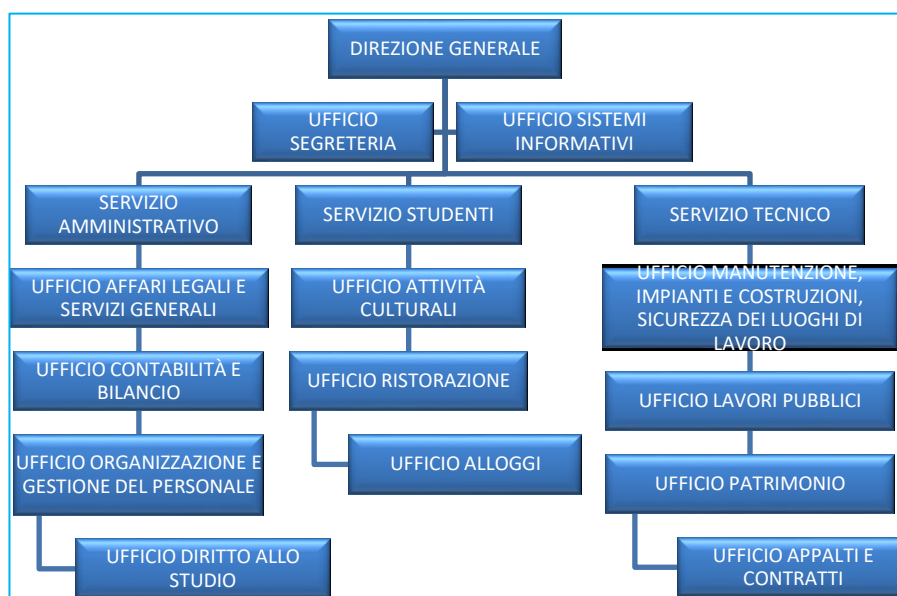 DIREZIONE GENERALE
UFFICIO
SEGRETERIA
UFFICIO SISTEMI
INFORMATIVI
SERVIZIO
AMMINISTRATIVO
SERVIZIO STUDENTI
SERVIZIO TECNICO
UFFICIO AFFARI LEGALI E
SERVIZI GENERALI
UFFICIO ATTIVITÀ
CULTURALI
UFFICIO MANUTENZIONE,
IMPIANTI E COSTRUZIONI,
SICUREZZA DEI LUOGHI DI
LAVORO
UFFICIO CONTABILITÀ E
BILANCIO
UFFICIO RISTORAZIONE
UFFICIO LAVORI PUBBLICI
UFFICIO ORGANIZZAZIONE E
GESTIONE DEL PERSONALE
UFFICIO ALLOGGI
UFFICIO PATRIMONIO
UFFICIO DIRITTO ALLO
STUDIO
UFFICIO APPALTI E
CONTRATTI